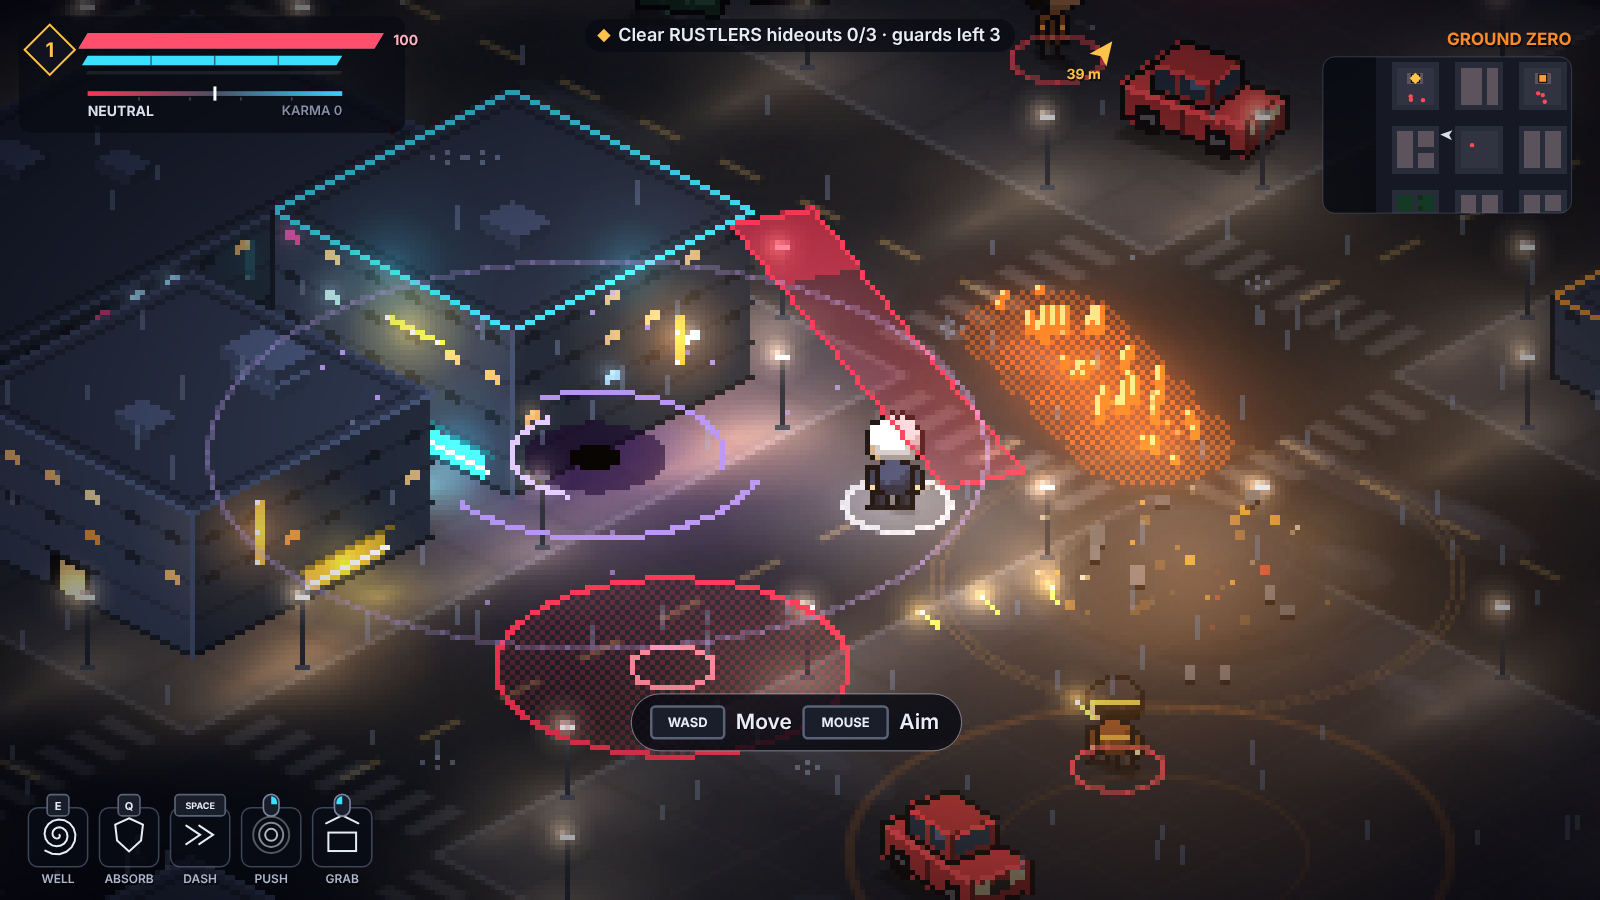 1
100
NEUTRAL
KARMA 0
Clear RUSTLERS hideouts 0/3 · guards left 3
39 m
GROUND ZERO
WASD Move MOUSE Aim
E
Q
SPACE
WELL
ABSORB
DASH
PUSH
GRAB